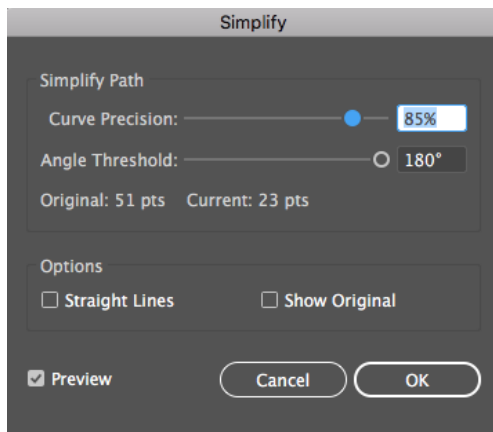 Simplify
Simplify Path
Curve Precision: 85%
Angle Threshold: 180°
Original: 51 pts Current: 23 pts
Options
Straight Lines Show Original
Preview Cancel OK